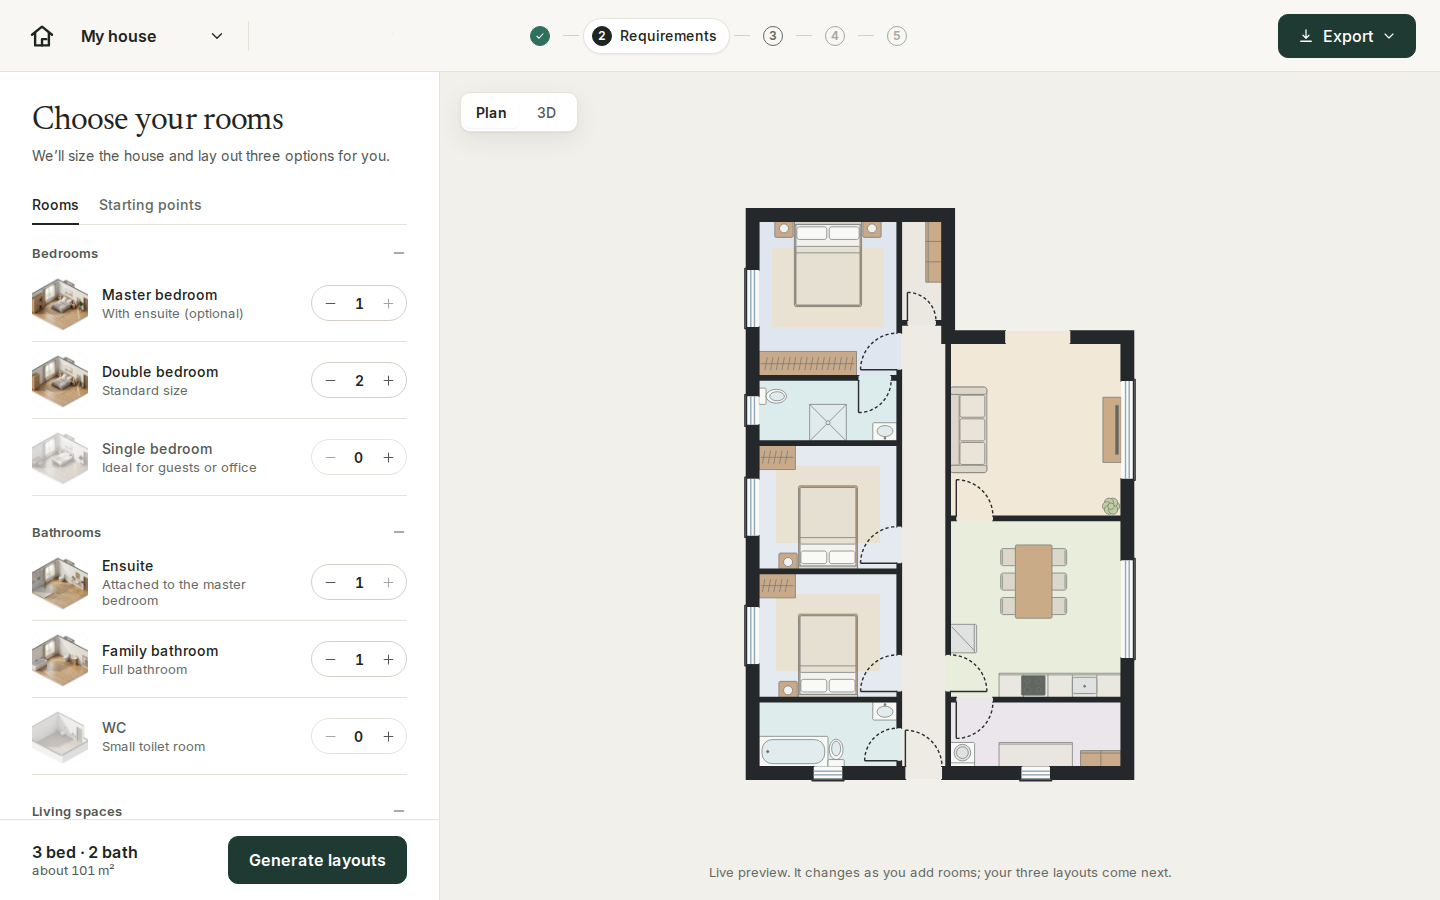 My house
2 Requirements
3
4
5
Export
Choose your rooms
We’ll size the house and lay out three options for you.
Rooms
Starting points
Plan
3D
Bedrooms
Master bedroom
With ensuite (optional)
1
Double bedroom
Standard size
2
Single bedroom
Ideal for guests or office
0
Bathrooms
Ensuite
Attached to the master
bedroom
1
Family bathroom
Full bathroom
1
WC
Small toilet room
0
Living spaces
3 bed · 2 bath
about 101 m²
Generate layouts
Live preview. It changes as you add rooms; your three layouts come next.